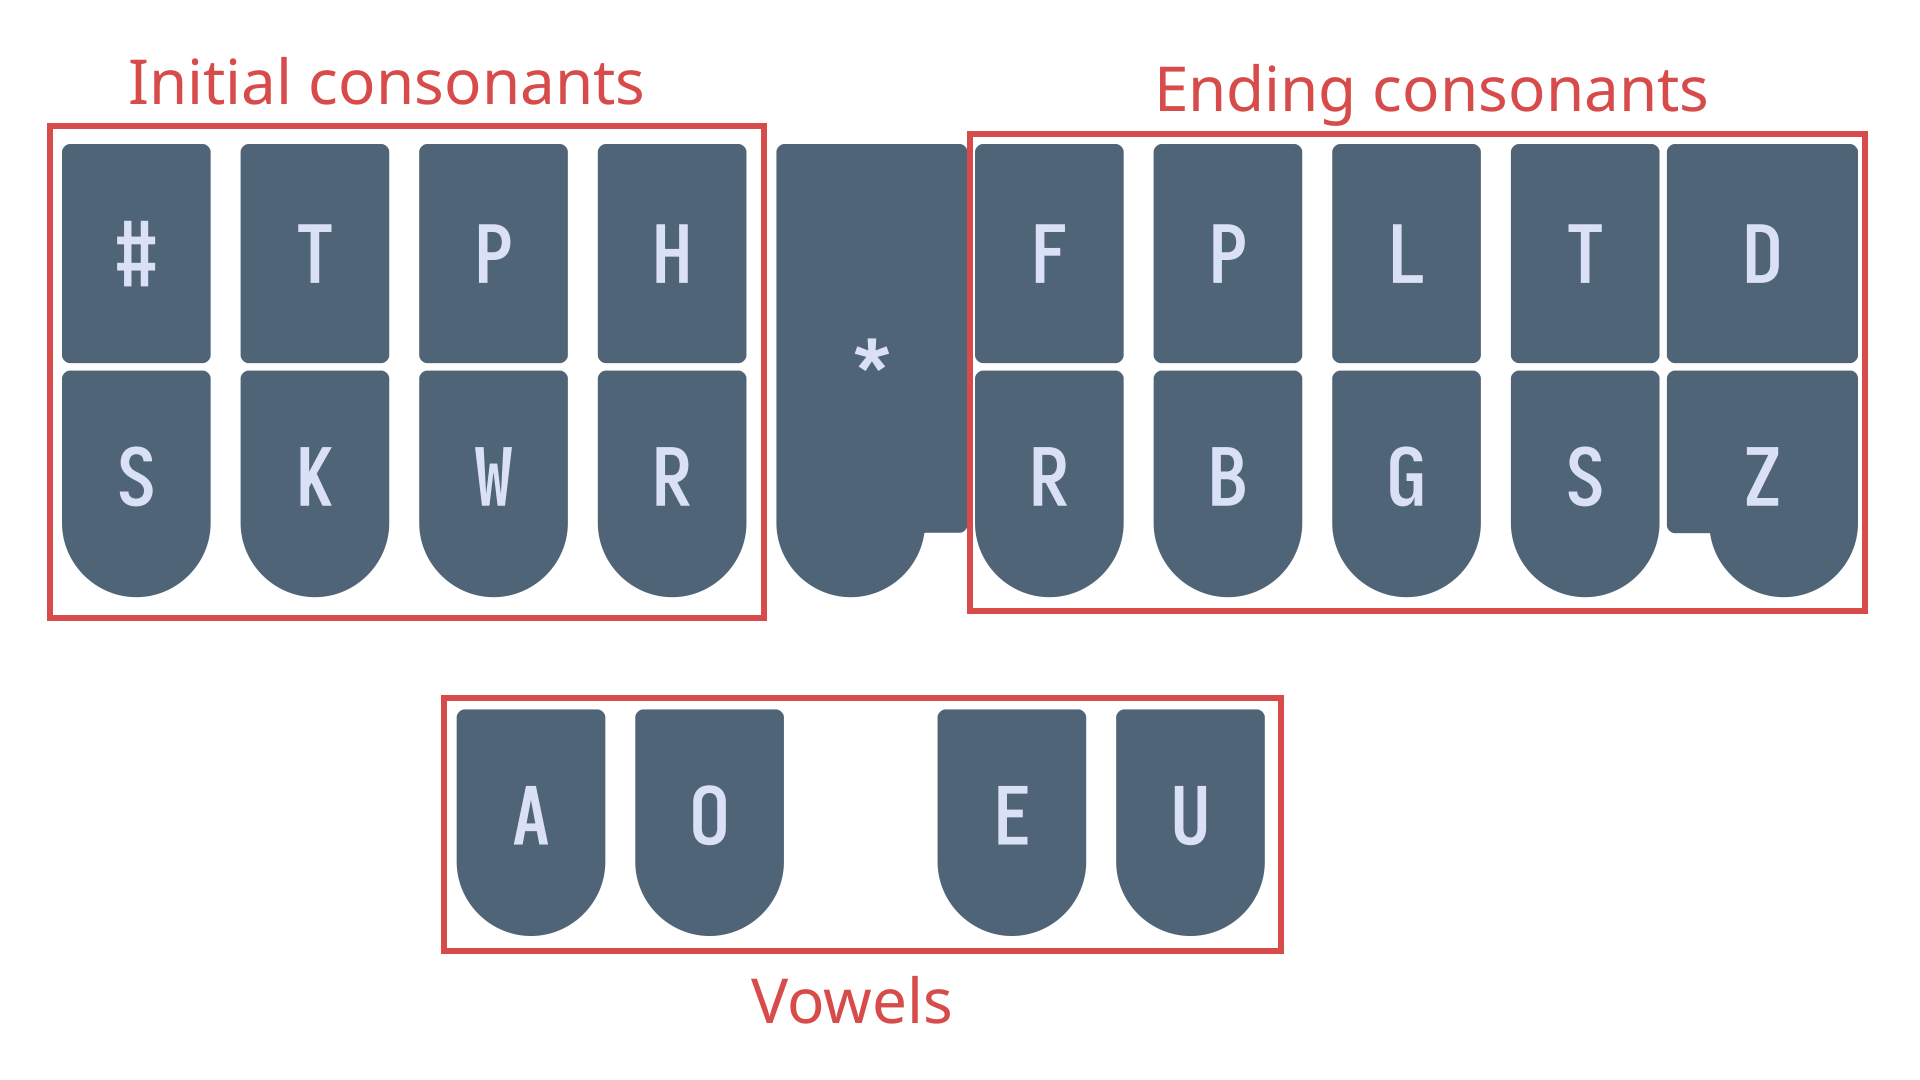 Initial consonants
Ending consonants
# T P H * F P L T D
S K W R R B G S Z
A O E U
Vowels